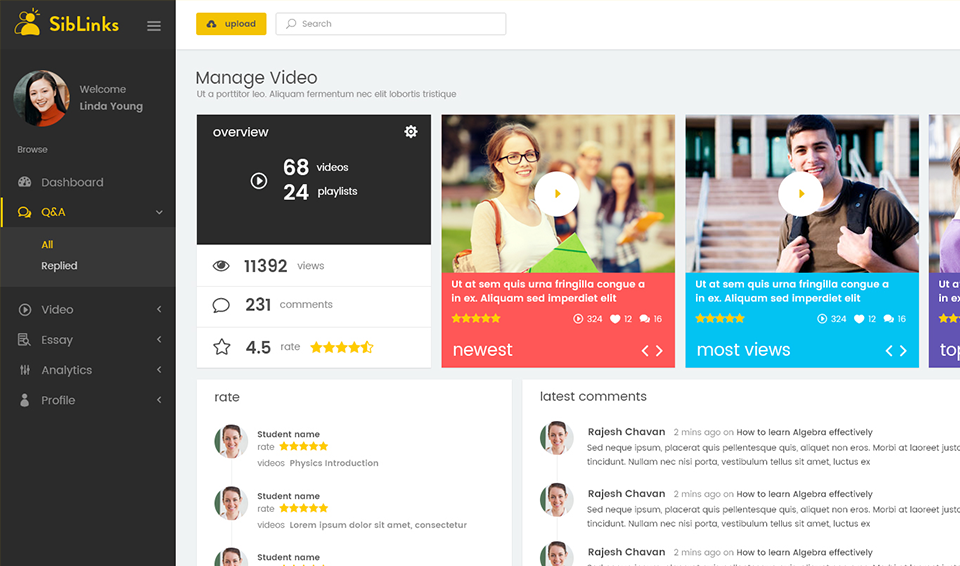 SibLinks
upload
Search
Welcome
Linda Young
Browse
Dashboard
Q&A
All
Replied
Video
Essay
Analytics
Profile
Manage Video
Ut a porttitor leo. Aliquam fermentum nec elit lobortis tristique
overview
68 videos
24 playlists
11392 views
231 comments
4.5 rate
Ut at sem quis urna fringilla congue a
in ex. Aliquam sed imperdiet elit
324 12 16
newest
Ut at sem quis urna fringilla congue a
in ex. Aliquam sed imperdiet elit
324 12 16
most views
Ut a
in ex
top
rate
Student name
rate
videos Physics Introduction
Student name
rate
videos Lorem ipsum dolor sit amet, consectetur
Student name
latest comments
Rajesh Chavan 2 mins ago on How to learn Algebra effectively
Sed neque ipsum, placerat quis pellentesque quis, aliquet non eros. Morbi at laoreet justo
tincidunt. Nullam nec nisi porta, vestibulum tellus sit amet, luctus ex
Rajesh Chavan 2 mins ago on How to learn Algebra effectively
Sed neque ipsum, placerat quis pellentesque quis, aliquet non eros. Morbi at laoreet justo
tincidunt. Nullam nec nisi porta, vestibulum tellus sit amet, luctus ex
Rajesh Chavan 2 mins ago on How to learn Algebra effectively